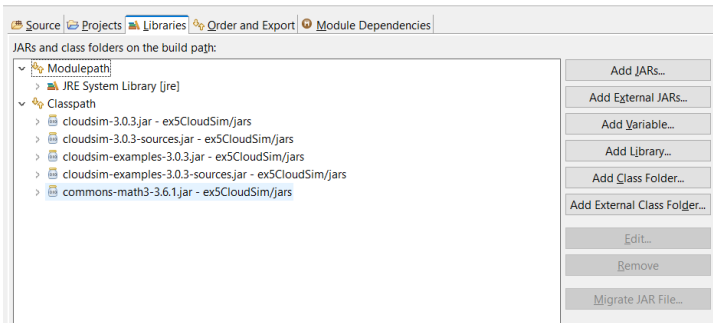 Source Projects Libraries Order and Export Module Dependencies
JARs and class folders on the build path:
Modulepath
JRE System Library [jre]
Classpath
cloudsim-3.0.3.jar - ex5CloudSim/jars
cloudsim-3.0.3-sources.jar - ex5CloudSim/jars
cloudsim-examples-3.0.3.jar - ex5CloudSim/jars
cloudsim-examples-3.0.3-sources.jar - ex5CloudSim/jars
commons-math3-3.6.1.jar - ex5CloudSim/jars
Add JARs...
Add External JARs...
Add Variable...
Add Library...
Add Class Folder...
Add External Class Folder...
Edit...
Remove
Migrate JAR File...